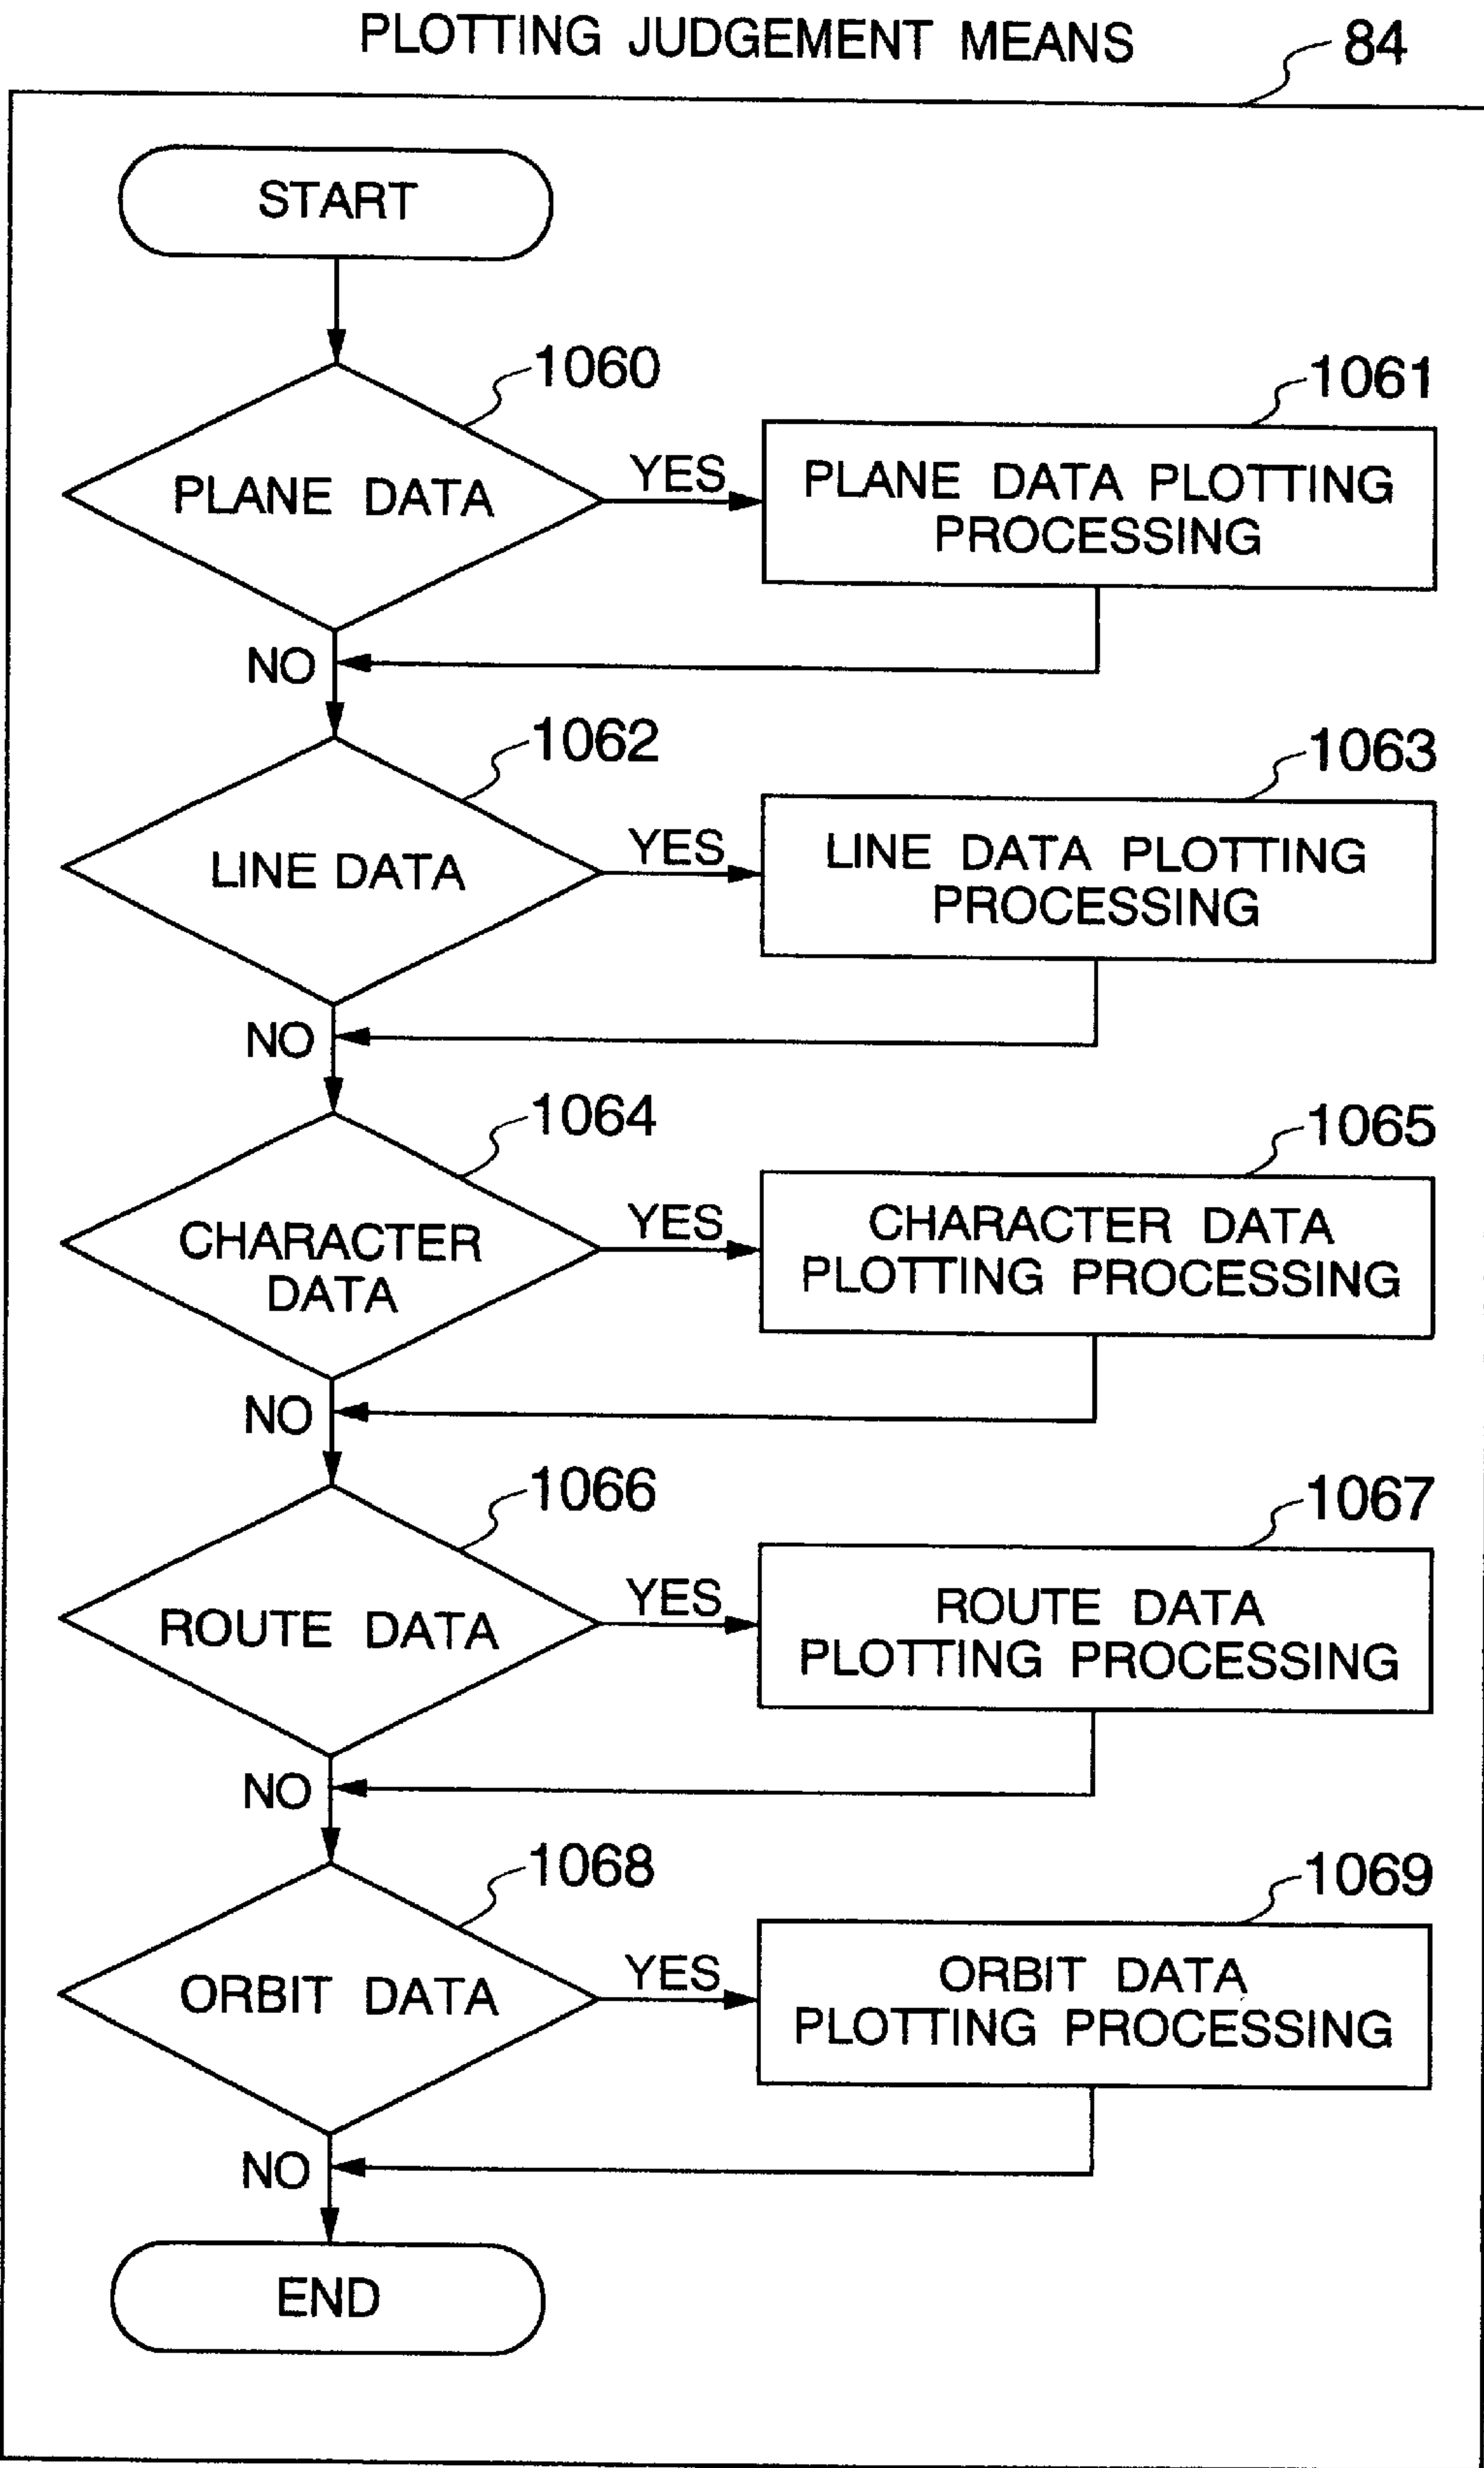 PLOTTING JUDGEMENT MEANS
84
START
1060
PLANE DATA
YES
1061
PLANE DATA PLOTTING
PROCESSING
NO
1062
LINE DATA
YES
1063
LINE DATA PLOTTING
PROCESSING
NO
1064
CHARACTER
DATA
YES
1065
CHARACTER DATA
PLOTTING PROCESSING
NO
1066
ROUTE DATA
YES
1067
ROUTE DATA
PLOTTING PROCESSING
NO
1068
ORBIT DATA
YES
1069
ORBIT DATA
PLOTTING PROCESSING
NO
END